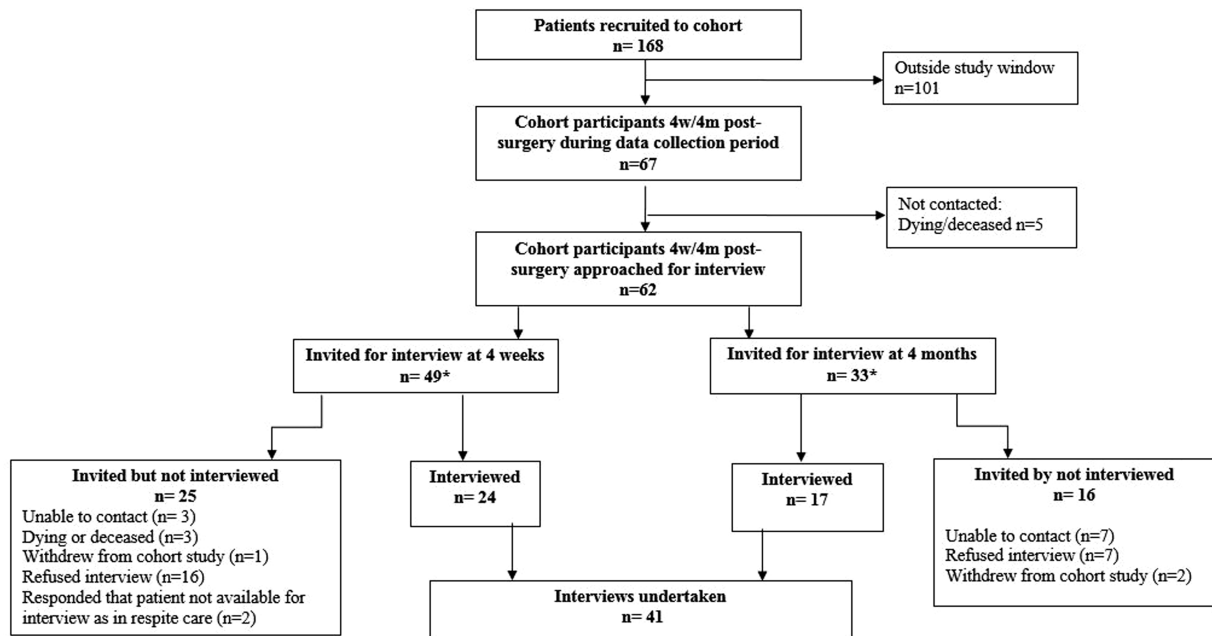 Patients recruited to cohort
n= 168
Outside study window
n=101
Cohort participants 4w/4m post-
surgery during data collection period
n=67
Not contacted:
Dying/deceased n=5
Cohort participants 4w/4m post-
surgery approached for interview
n=62
Invited for interview at 4 weeks
n= 49*
Invited for interview at 4 months
n= 33*
Invited but not interviewed
n= 25
Unable to contact (n= 3)
Dying or deceased (n=3)
Withdrew from cohort study (n=1)
Refused interview (n=16)
Responded that patient not available for
interview as in respite care (n=2)
Interviewed
n= 24
Interviewed
n= 17
Invited by not interviewed
n= 16
Unable to contact (n=7)
Refused interview (n=7)
Withdrew from cohort study (n=2)
Interviews undertaken
n= 41